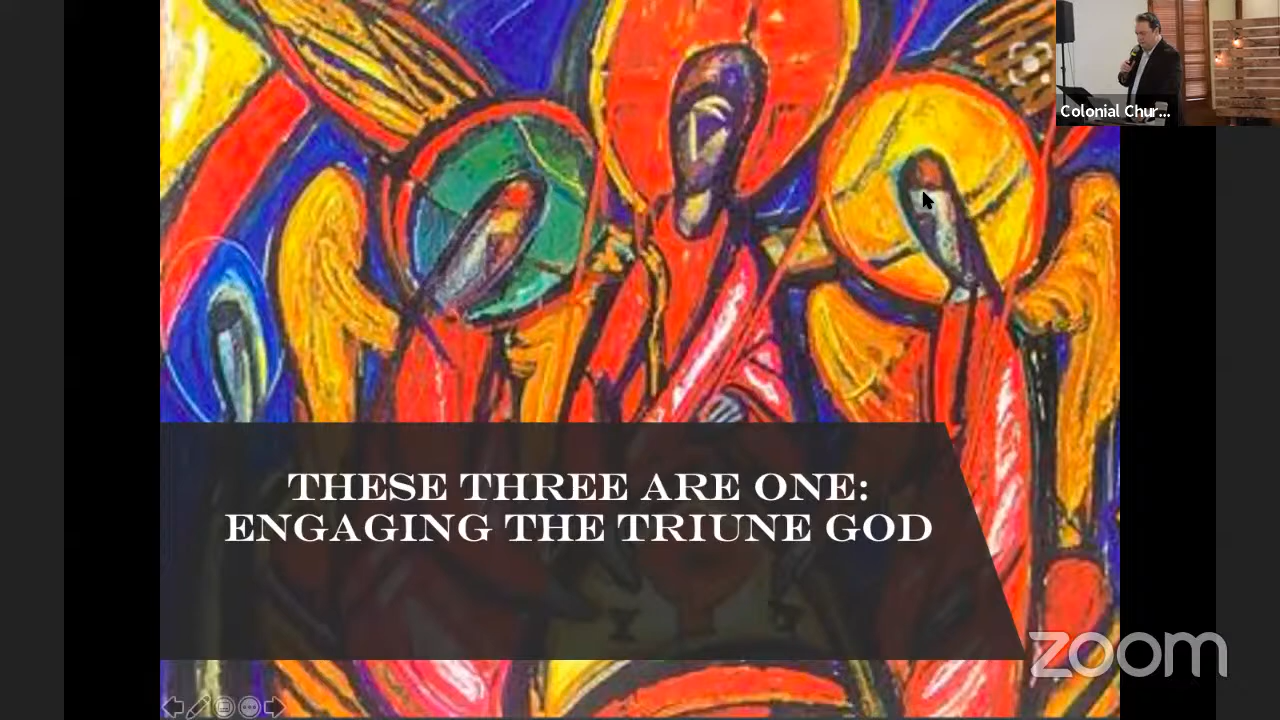 Colonial Chur...
THESE THREE ARE ONE:
ENGAGING THE TRIUNE GOD
zoom